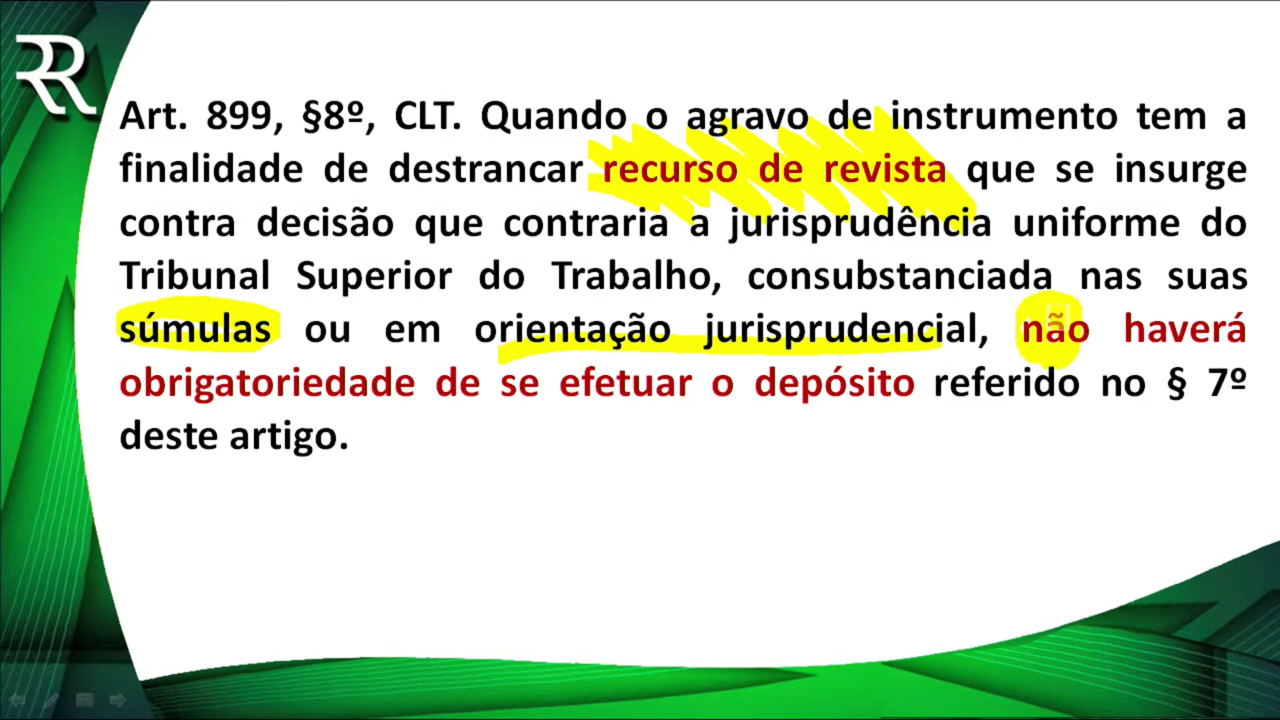 RR
Art. 899, §8º, CLT. Quando o agravo de instrumento tem a
finalidade de destrancar recurso de revista que se insurge
contra decisão que contraria a jurisprudência uniforme do
Tribunal Superior do Trabalho, consubstanciada nas suas
súmulas ou em orientação jurisprudencial, não haverá
obrigatoriedade de se efetuar o depósito referido no § 7º
deste artigo.